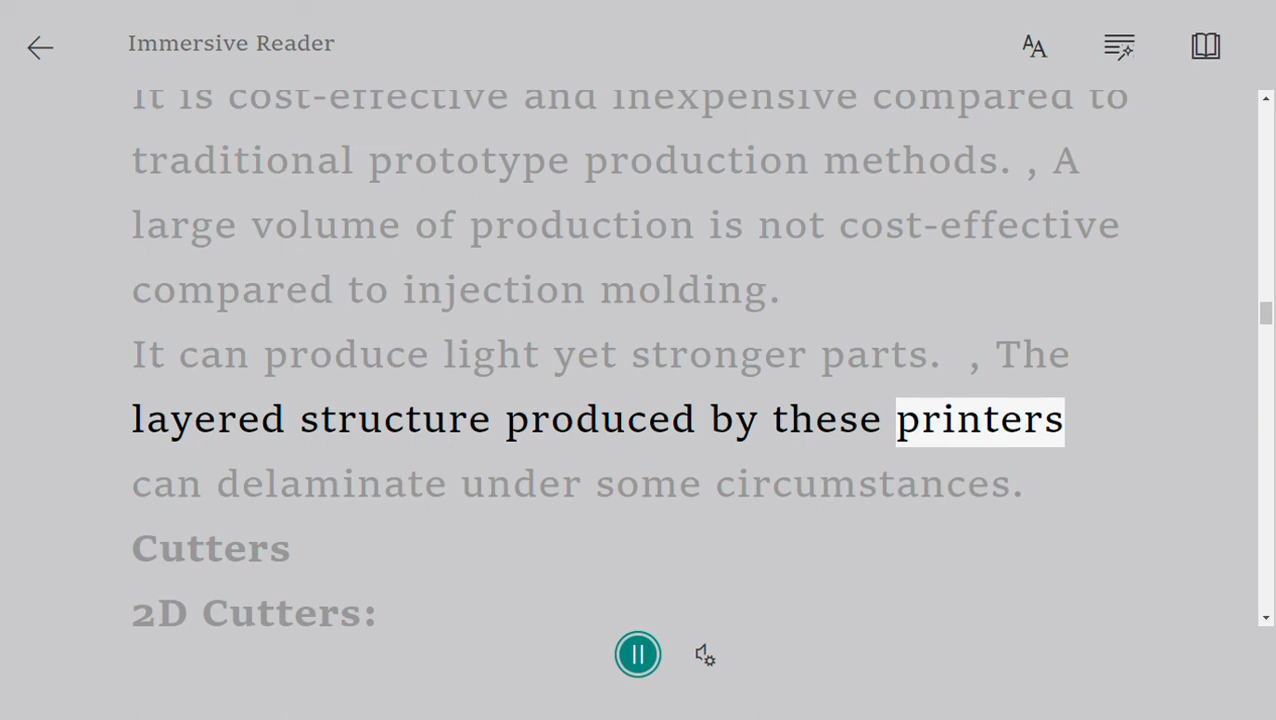 Immersive Reader
It is cost-effective and inexpensive compared to
traditional prototype production methods. , A
large volume of production is not cost-effective
compared to injection molding.
It can produce light yet stronger parts.  , The
layered structure produced by these printers
can delaminate under some circumstances.
Cutters
2D Cutters: